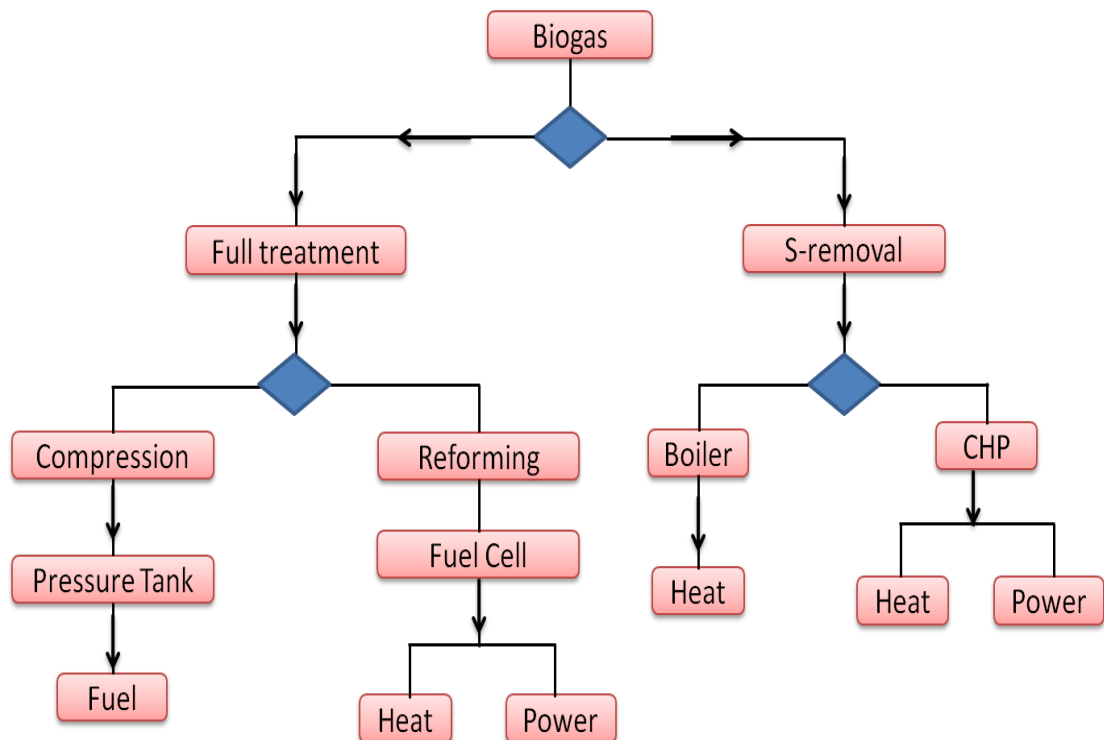 Biogas
Full treatment
S-removal
Compression
Reforming
Boiler
CHP
Pressure Tank
Fuel Cell
Heat
Heat
Power
Fuel
Heat
Power